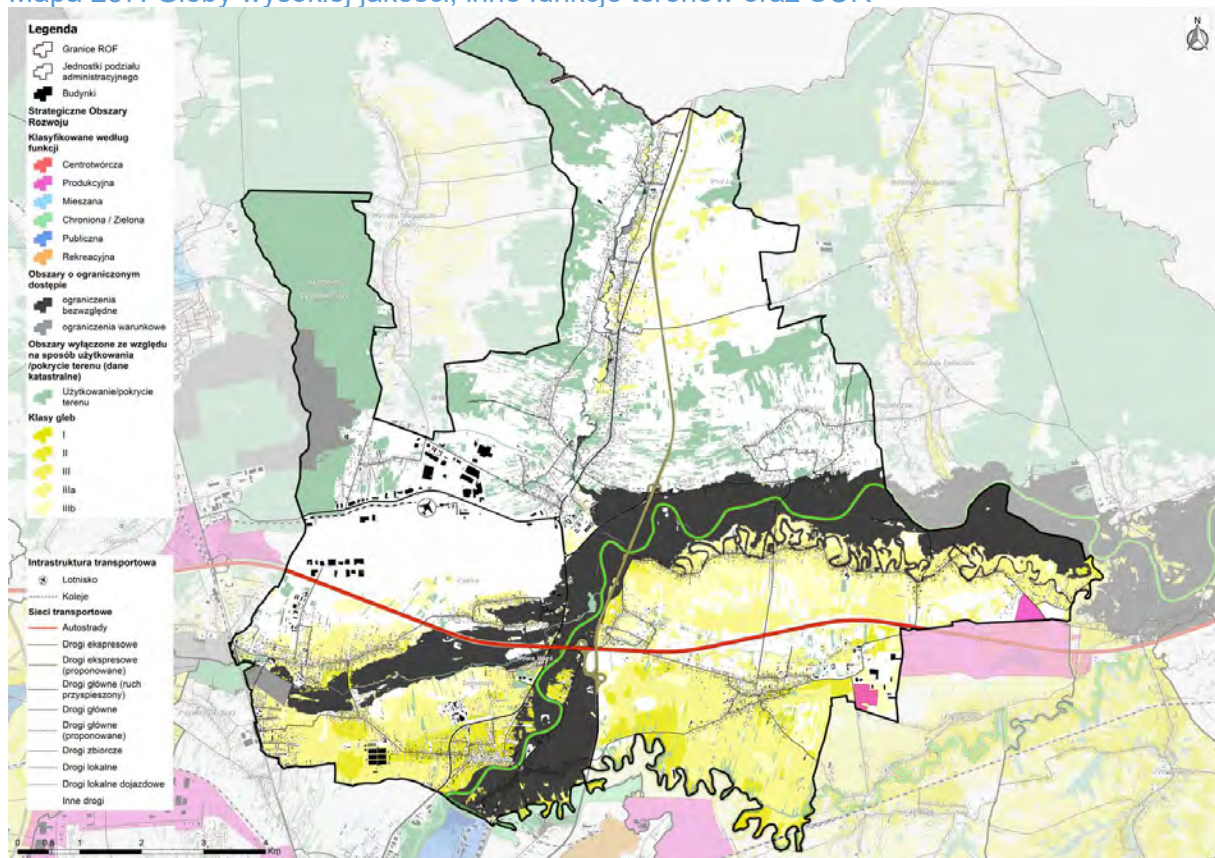 Legenda
Granice ROF
Jednostki podziału
administracyjnego
Budynki
Strategiczne Obszary
Rozwoju
Klasyfikowane według
funkcji
Centrotwórcza
Produkcyjna
Mieszana
Chroniona / Zielona
Publiczna
Rekreacyjna
Obszary o ograniczonym
dostępie
ograniczenia
bezwzględne
ograniczenia warunkowe
Obszary wyłączone ze względu
na sposób użytkowania
/pokrycie terenu (dane
katastralne)
Użytkowanie/pokrycie
terenu
Klasy gleb
I
II
III
IIIa
IIIb
Intrastruktura transportowa
Lotnisko
Koleje
Sieci transportowe
Autostrady
Drogi ekspresowe
Drogi ekspresowe
(proponowane)
Drogi główne (ruch
przyspieszony)
Drogi główne
Drogi główne
(proponowane)
Drogi zbiorcze
Drogi lokalne
Drogi lokalne dojazdowe
Inne drogi
0 0,5 1 2 3 4
Km
N